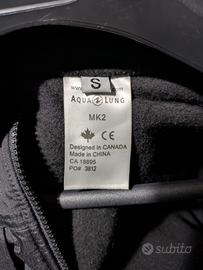 S
AQUA LUNG
MK2
CE
Designed in CANADA
Made in CHINA
CA 18895
PO# 3812
subito